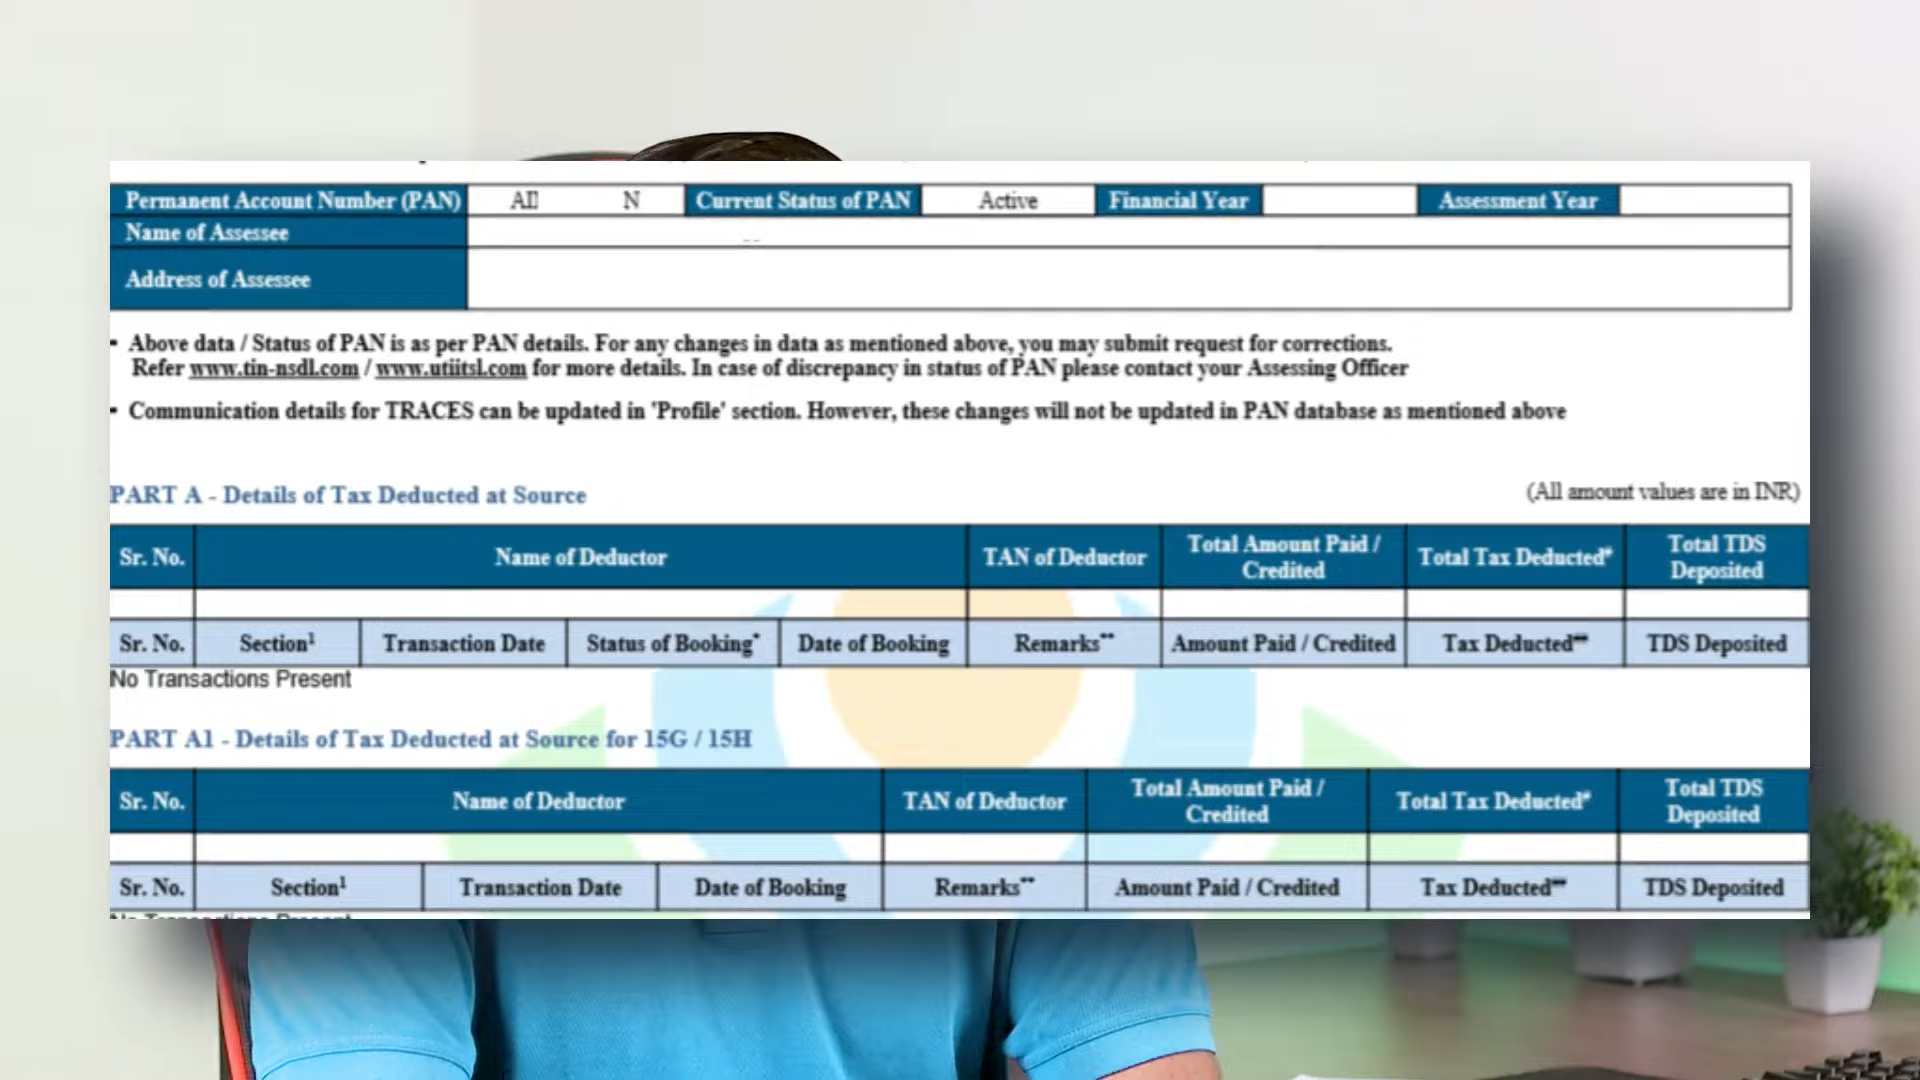 Permanent Account Number (PAN) N Current Status of PAN Active Financial Year Assessment Year
Name of Assessee
Address of Assessee
Above data / Status of PAN is as per PAN details. For any changes in data as mentioned above, you may submit request for corrections.
Refer www.tin-nsdl.com / www.utiitsl.com for more details. In case of discrepancy in status of PAN please contact your Assessing Officer
Communication details for TRACES can be updated in 'Profile' section. However, these changes will not be updated in PAN database as mentioned above
PART A - Details of Tax Deducted at Source (All amount values are in INR)
Sr. No. Name of Deductor TAN of Deductor Total Amount Paid / Credited Total Tax Deducted# Total TDS Deposited
Sr. No. Section1 Transaction Date Status of Booking* Date of Booking Remarks** Amount Paid / Credited Tax Deducted## TDS Deposited
No Transactions Present
PART A1 - Details of Tax Deducted at Source for 15G / 15H
Sr. No. Name of Deductor TAN of Deductor Total Amount Paid / Credited Total Tax Deducted# Total TDS Deposited
Sr. No. Section1 Transaction Date Date of Booking Remarks** Amount Paid / Credited Tax Deducted## TDS Deposited